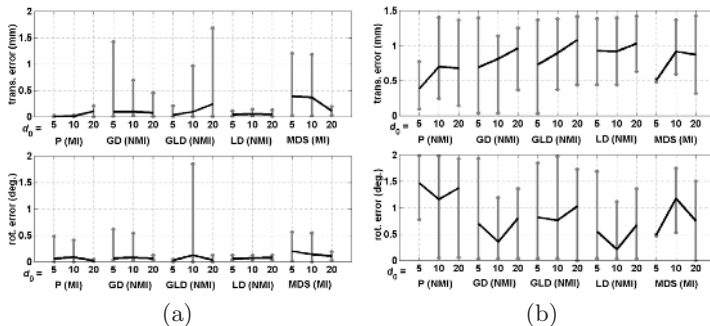 trans. error (mm)
2
1.5
1
0.5
0
d0 = 5 10 20 5 10 20 5 10 20 5 10 20 5 10 20
P (MI) GD (NMI) GLD (NMI) LD (NMI) MDS (MI)
rot. error (deg.)
2
1.5
1
0.5
0
d0 = 5 10 20 5 10 20 5 10 20 5 10 20 5 10 20
P (MI) GD (NMI) GLD (NMI) LD (NMI) MDS (MI)
(a)
trans. error (mm)
1.5
1
0.5
0
d0 = 5 10 20 5 10 20 5 10 20 5 10 20 5 10 20
P (NMI) GD (NMI) GLD (NMI) LD (NMI) MDS (MI)
rot. error (deg.)
2
1.5
1
0.5
0
d0 = 5 10 20 5 10 20 5 10 20 5 10 20 5 10 20
P (NMI) GD (NMI) GLD (NMI) LD (NMI) MDS (MI)
(b)